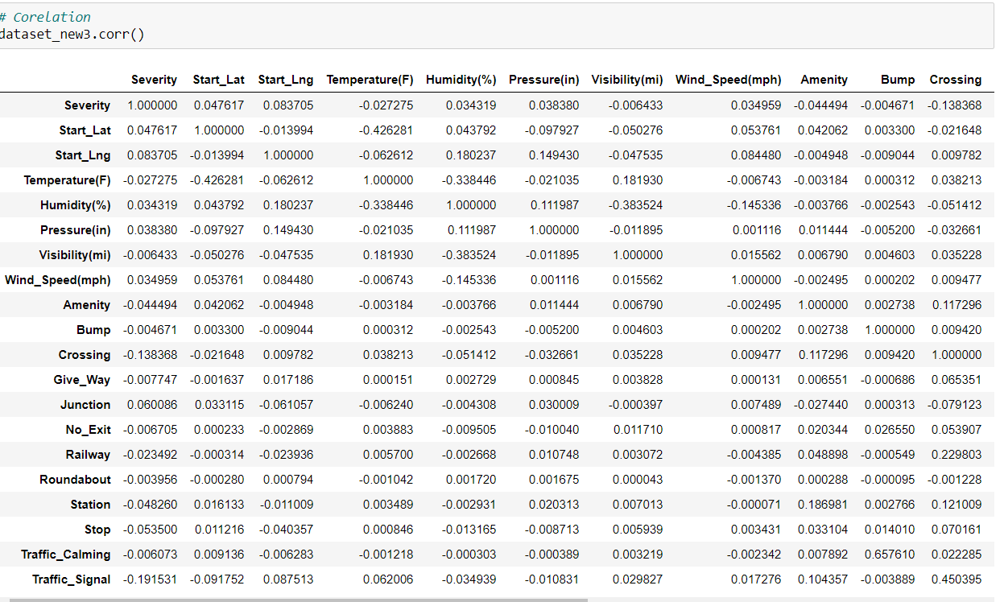 # Corelation
dataset_new3.corr()
Severity Start_Lat Start_Lng Temperature(F) Humidity(%) Pressure(in) Visibility(mi) Wind_Speed(mph) Amenity Bump Crossing
Severity 1.000000 0.047617 0.083705 -0.027275 0.034319 0.038380 -0.006433 0.034959 -0.044494 -0.004671 -0.138368
Start_Lat 0.047617 1.000000 -0.013994 -0.426281 0.043792 -0.097927 -0.050276 0.053761 0.042062 0.003300 -0.021648
Start_Lng 0.083705 -0.013994 1.000000 -0.062612 0.180237 0.149430 -0.047535 0.084480 -0.004948 -0.009044 0.009782
Temperature(F) -0.027275 -0.426281 -0.062612 1.000000 -0.338446 -0.021035 0.181930 -0.006743 -0.003184 0.000312 0.038213
Humidity(%) 0.034319 0.043792 0.180237 -0.338446 1.000000 0.111987 -0.383524 -0.145336 -0.003766 -0.002543 -0.051412
Pressure(in) 0.038380 -0.097927 0.149430 -0.021035 0.111987 1.000000 -0.011895 0.001116 0.011444 -0.005200 -0.032661
Visibility(mi) -0.006433 -0.050276 -0.047535 0.181930 -0.383524 -0.011895 1.000000 0.015562 0.006790 0.004603 0.035228
Wind_Speed(mph) 0.034959 0.053761 0.084480 -0.006743 -0.145336 0.001116 0.015562 1.000000 -0.002495 0.000202 0.009477
Amenity -0.044494 0.042062 -0.004948 -0.003184 -0.003766 0.011444 0.006790 -0.002495 1.000000 0.002738 0.117296
Bump -0.004671 0.003300 -0.009044 0.000312 -0.002543 -0.005200 0.004603 0.000202 0.002738 1.000000 0.009420
Crossing -0.138368 -0.021648 0.009782 0.038213 -0.051412 -0.032661 0.035228 0.009477 0.117296 0.009420 1.000000
Give_Way -0.007747 -0.001637 0.017186 0.000151 0.002729 0.000845 0.003828 0.000131 0.006551 -0.000686 0.065351
Junction 0.060086 0.033115 -0.061057 -0.006240 -0.004308 0.030009 -0.000397 0.007489 -0.027440 0.000313 -0.079123
No_Exit -0.006705 0.000233 -0.002869 0.003883 -0.009505 -0.010040 0.011710 0.000817 0.020344 0.026550 0.053907
Railway -0.023492 -0.000314 -0.023936 0.005700 -0.002668 0.010748 0.003072 -0.004385 0.048898 -0.000549 0.229803
Roundabout -0.003956 -0.000280 0.000794 -0.001042 0.001720 0.001675 0.000043 -0.001370 0.000288 -0.000095 -0.001228
Station -0.048260 0.016133 -0.011009 0.003489 -0.002931 0.020313 0.007013 -0.000071 0.186981 0.002766 0.121009
Stop -0.053500 0.011216 -0.040357 0.000846 -0.013165 -0.008713 0.005939 0.003431 0.033104 0.014010 0.070161
Traffic_Calming -0.006073 0.009136 -0.006283 -0.001218 -0.000303 -0.000389 0.003219 -0.002342 0.007892 0.657610 0.022285
Traffic_Signal -0.191531 -0.091752 0.087513 0.062006 -0.034939 -0.010831 0.029827 0.017276 0.104357 -0.003889 0.450395